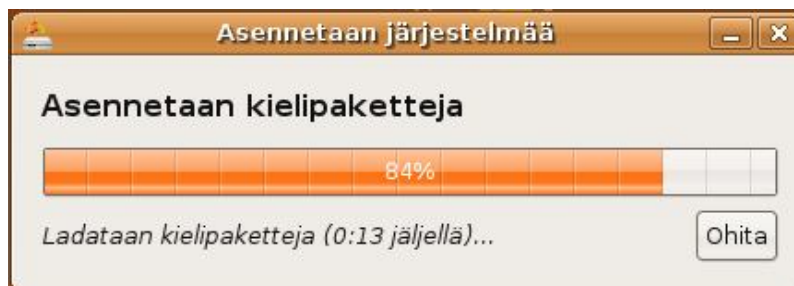 Asennetaan järjestelmää
Asennetaan kielipaketteja
84%
Ladataan kielipaketteja (0:13 jäljellä)...
Ohita